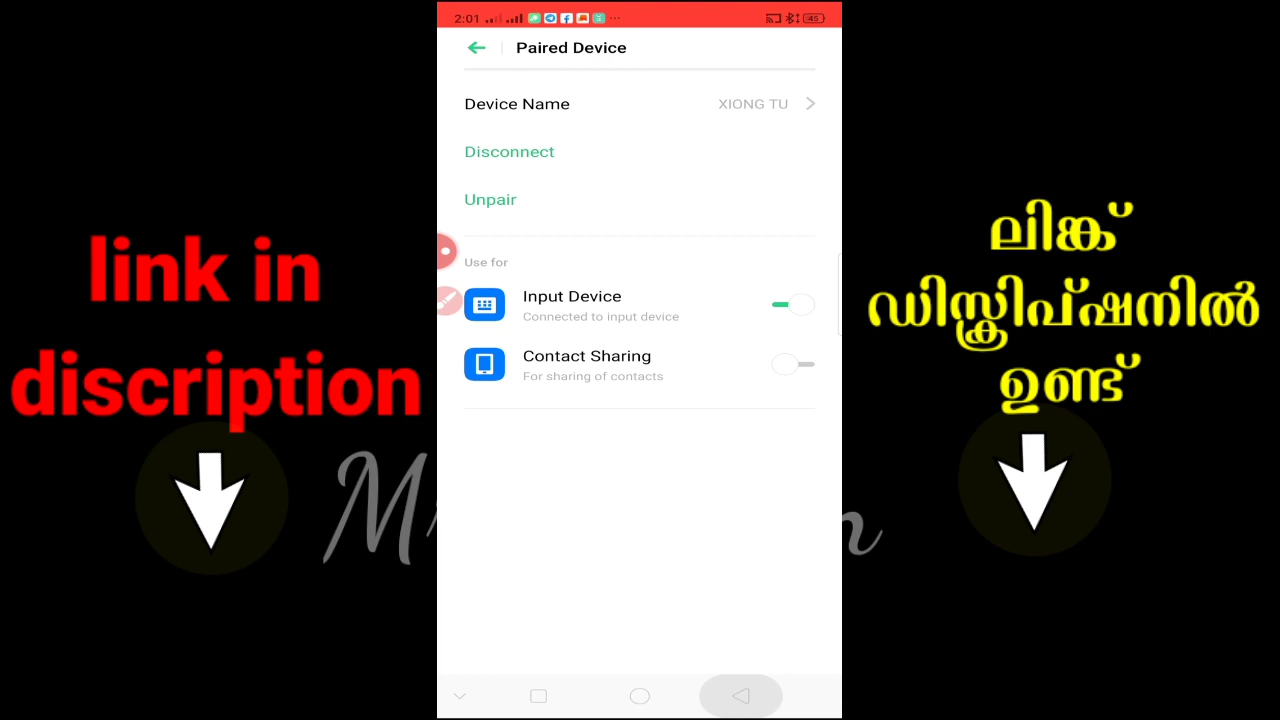 2:01
45
Paired Device
Device Name XIONG TU
Disconnect
Unpair
Use for
Input Device
Connected to input device
Contact Sharing
For sharing of contacts
link in
discription
ലിങ്ക്
ഡിസ്ക്രിപ്ഷനിൽ
ഉണ്ട്